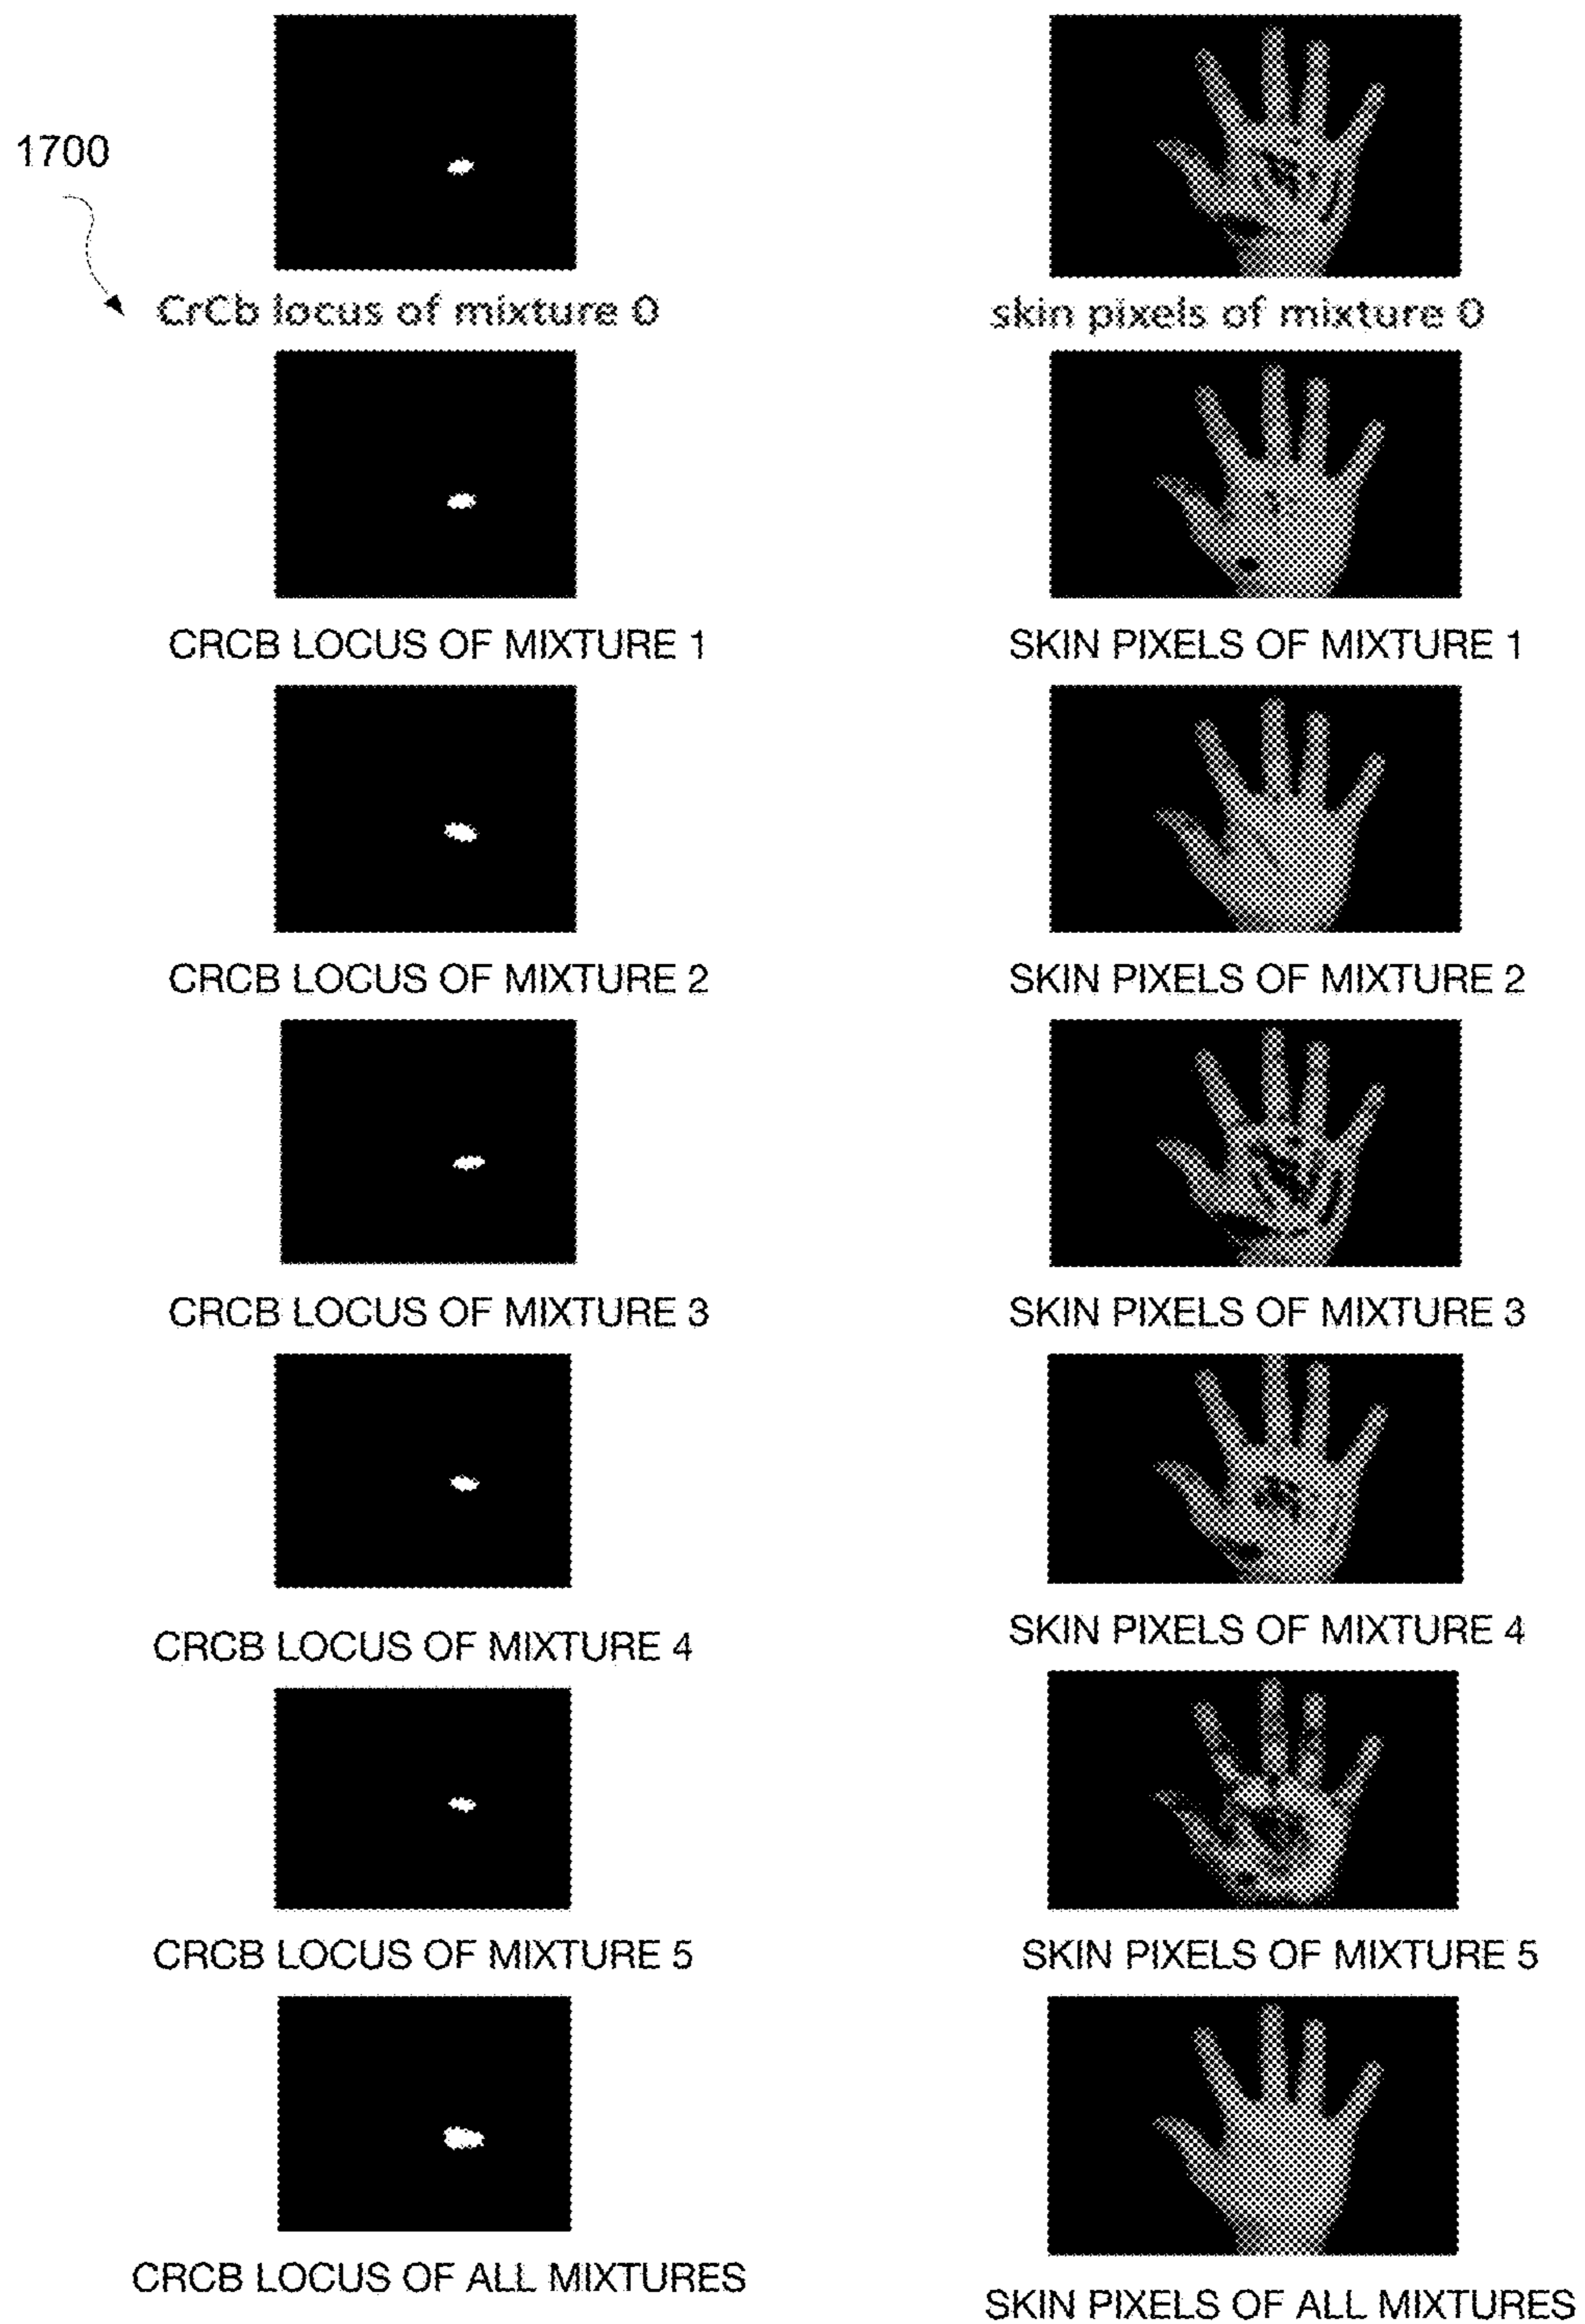 1700
CrCb locus of mixture 0
skin pixels of mixture 0
CRCB LOCUS OF MIXTURE 1
SKIN PIXELS OF MIXTURE 1
CRCB LOCUS OF MIXTURE 2
SKIN PIXELS OF MIXTURE 2
CRCB LOCUS OF MIXTURE 3
SKIN PIXELS OF MIXTURE 3
CRCB LOCUS OF MIXTURE 4
SKIN PIXELS OF MIXTURE 4
CRCB LOCUS OF MIXTURE 5
SKIN PIXELS OF MIXTURE 5
CRCB LOCUS OF ALL MIXTURES
SKIN PIXELS OF ALL MIXTURES